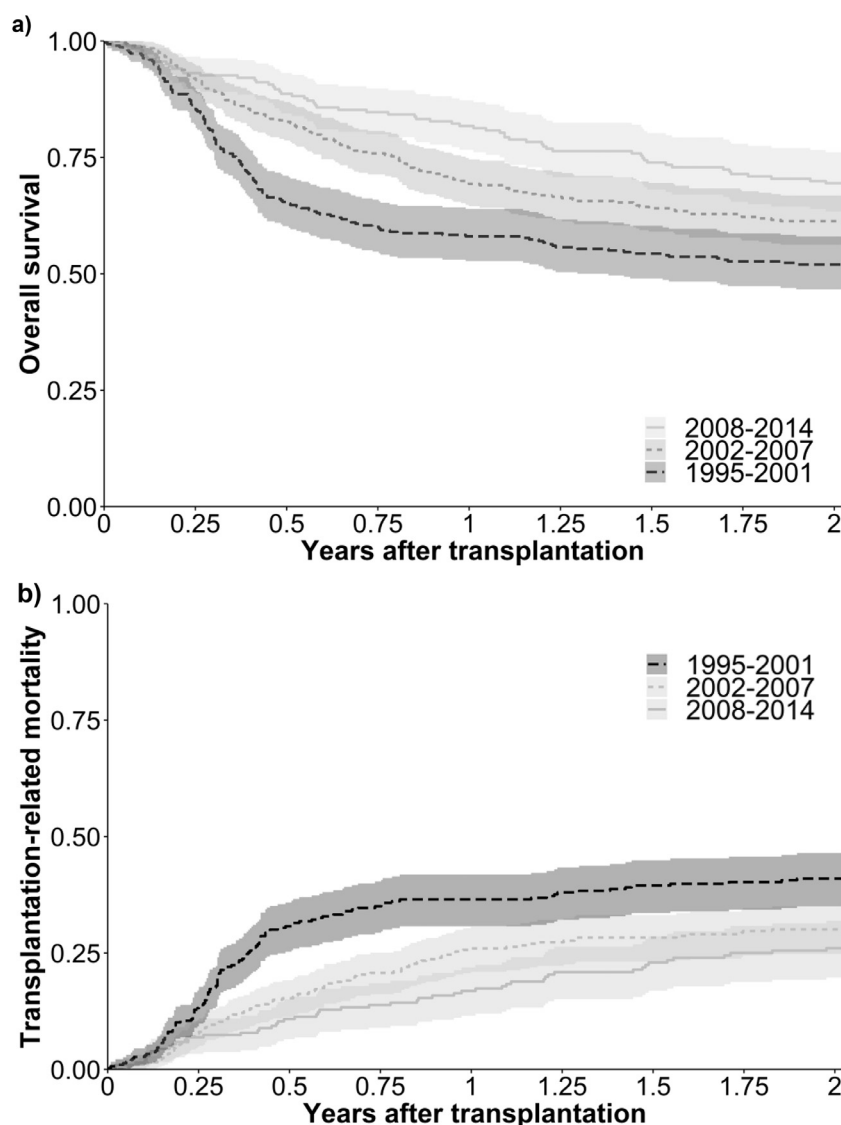 a)
Overall survival
1.00
0.75
0.50
0.25
0.00
2008-2014
2002-2007
1995-2001
0 0.25 0.5 0.75 1 1.25 1.5 1.75 2
Years after transplantation
b)
Transplantation-related mortality
1.00
0.75
0.50
0.25
0.00
1995-2001
2002-2007
2008-2014
0 0.25 0.5 0.75 1 1.25 1.5 1.75 2
Years after transplantation